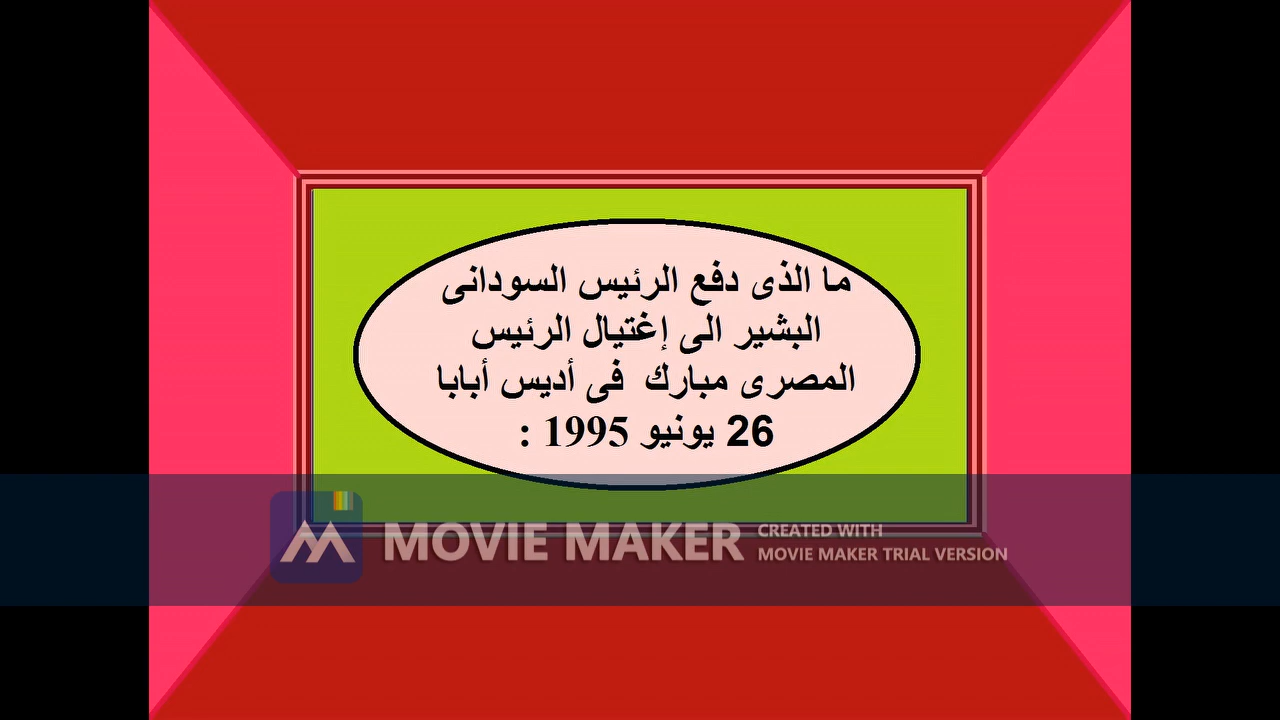 ما الذى دفع الرئيس السودانى
البشير الى إغتيال الرئيس
المصرى مبارك فى أديس أبابا
26 يونيو 1995 :
MOVIE MAKER
CREATED WITH
MOVIE MAKER TRIAL VERSION